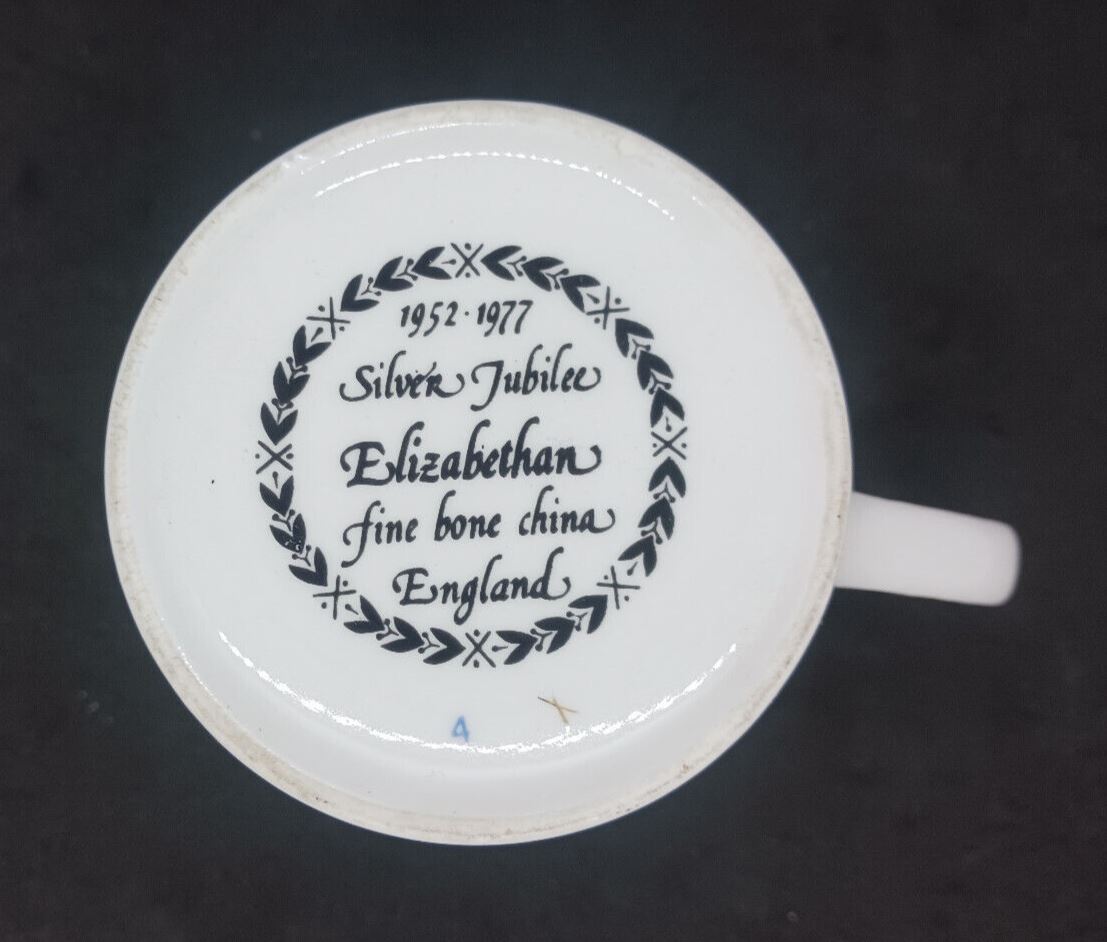 1952·1977
Silver Jubilee
Elizabethan
fine bone china
England
4